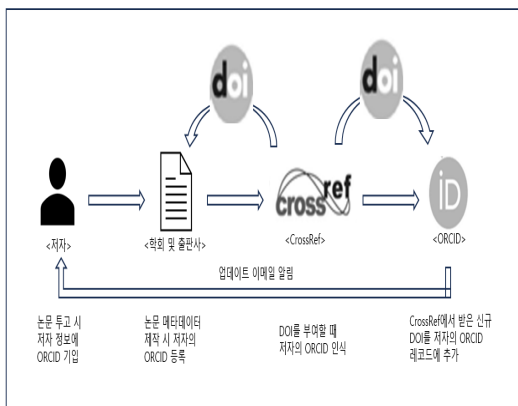 doi
doi
cross
ref
iD
<저자>
<학회 및 출판사>
<CrossRef>
<ORCID>
업데이트 이메일 알림
논문 투고 시
저자 정보에
ORCID 기입
논문 메타데이터
제작 시 저자의
ORCID 등록
DOI를 부여할 때
저자의 ORCID 인식
CrossRef에서 받은 신규
DOI를 저자의 ORCID
레코드에 추가